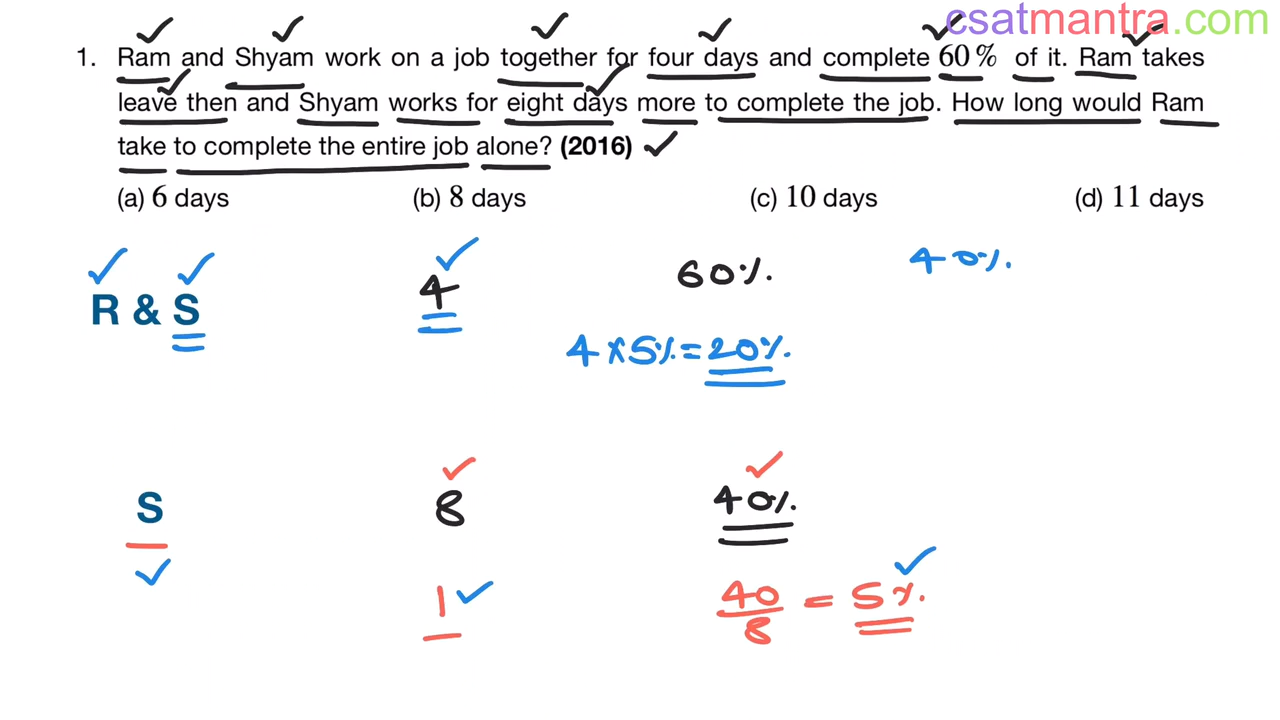 csatmantra.com
1. Ram and Shyam work on a job together for four days and complete 60 % of it. Ram takes
leave then and Shyam works for eight days more to complete the job. How long would Ram
take to complete the entire job alone? (2016)
(a) 6 days (b) 8 days (c) 10 days (d) 11 days
R & S 4 60% 40%
4 × 5% = 20%
S 8 40%
1 40/8 = 5%